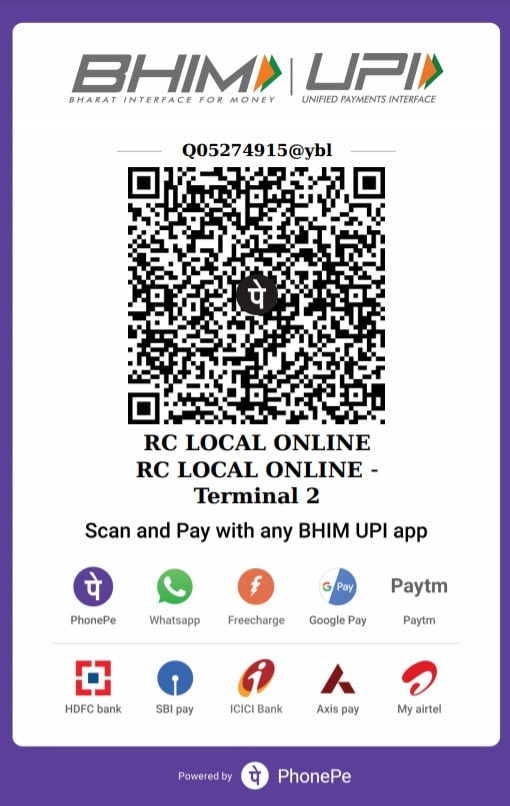 BHIM UPI
BHARAT INTERFACE FOR MONEY UNIFIED PAYMENTS INTERFACE
Q05274915@ybl
पे
RC LOCAL ONLINE
RC LOCAL ONLINE -
Terminal 2
Scan and Pay with any BHIM UPI app
पे G Pay Paytm
PhonePe Whatsapp Freecharge Google Pay Paytm
HDFC bank SBI pay ICICI Bank Axis pay My airtel
Powered by पे PhonePe